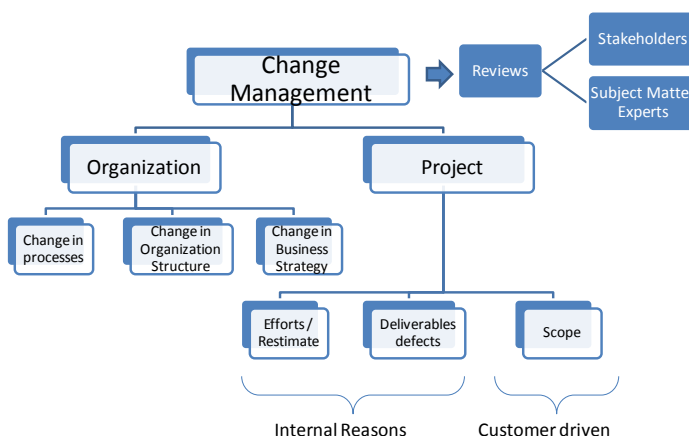 Change
Management
Reviews
Stakeholders
Subject Matter
Experts
Organization
Project
Change in
processes
Change in
Organization
Structure
Change in
Business
Strategy
Efforts /
Restimate
Deliverables
defects
Scope
Internal Reasons
Customer driven